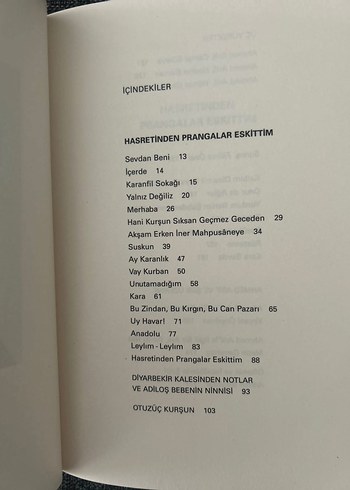 İÇİNDEKİLER
HASRETİNDEN PRANGALAR ESKİTTİM
Sevdan Beni 13
İçerde 14
Karanfil Sokağı 15
Yalnız Değiliz 20
Merhaba 26
Hani Kurşun Sıksan Geçmez Geceden 29
Akşam Erken İner Mahpusâneye 34
Suskun 39
Ay Karanlık 47
Vay Kurban 50
Unutamadığım 58
Kara 61
Bu Zindan, Bu Kırgın, Bu Can Pazarı 65
Uy Havar! 71
Anadolu 77
Leylım - Leylım 83
Hasretinden Prangalar Eskittim 88
DİYARBEKİR KALESİNDEN NOTLAR
VE ADİLOŞ BEBENİN NİNNİSİ 93
OTUZÜÇ KURŞUN 103